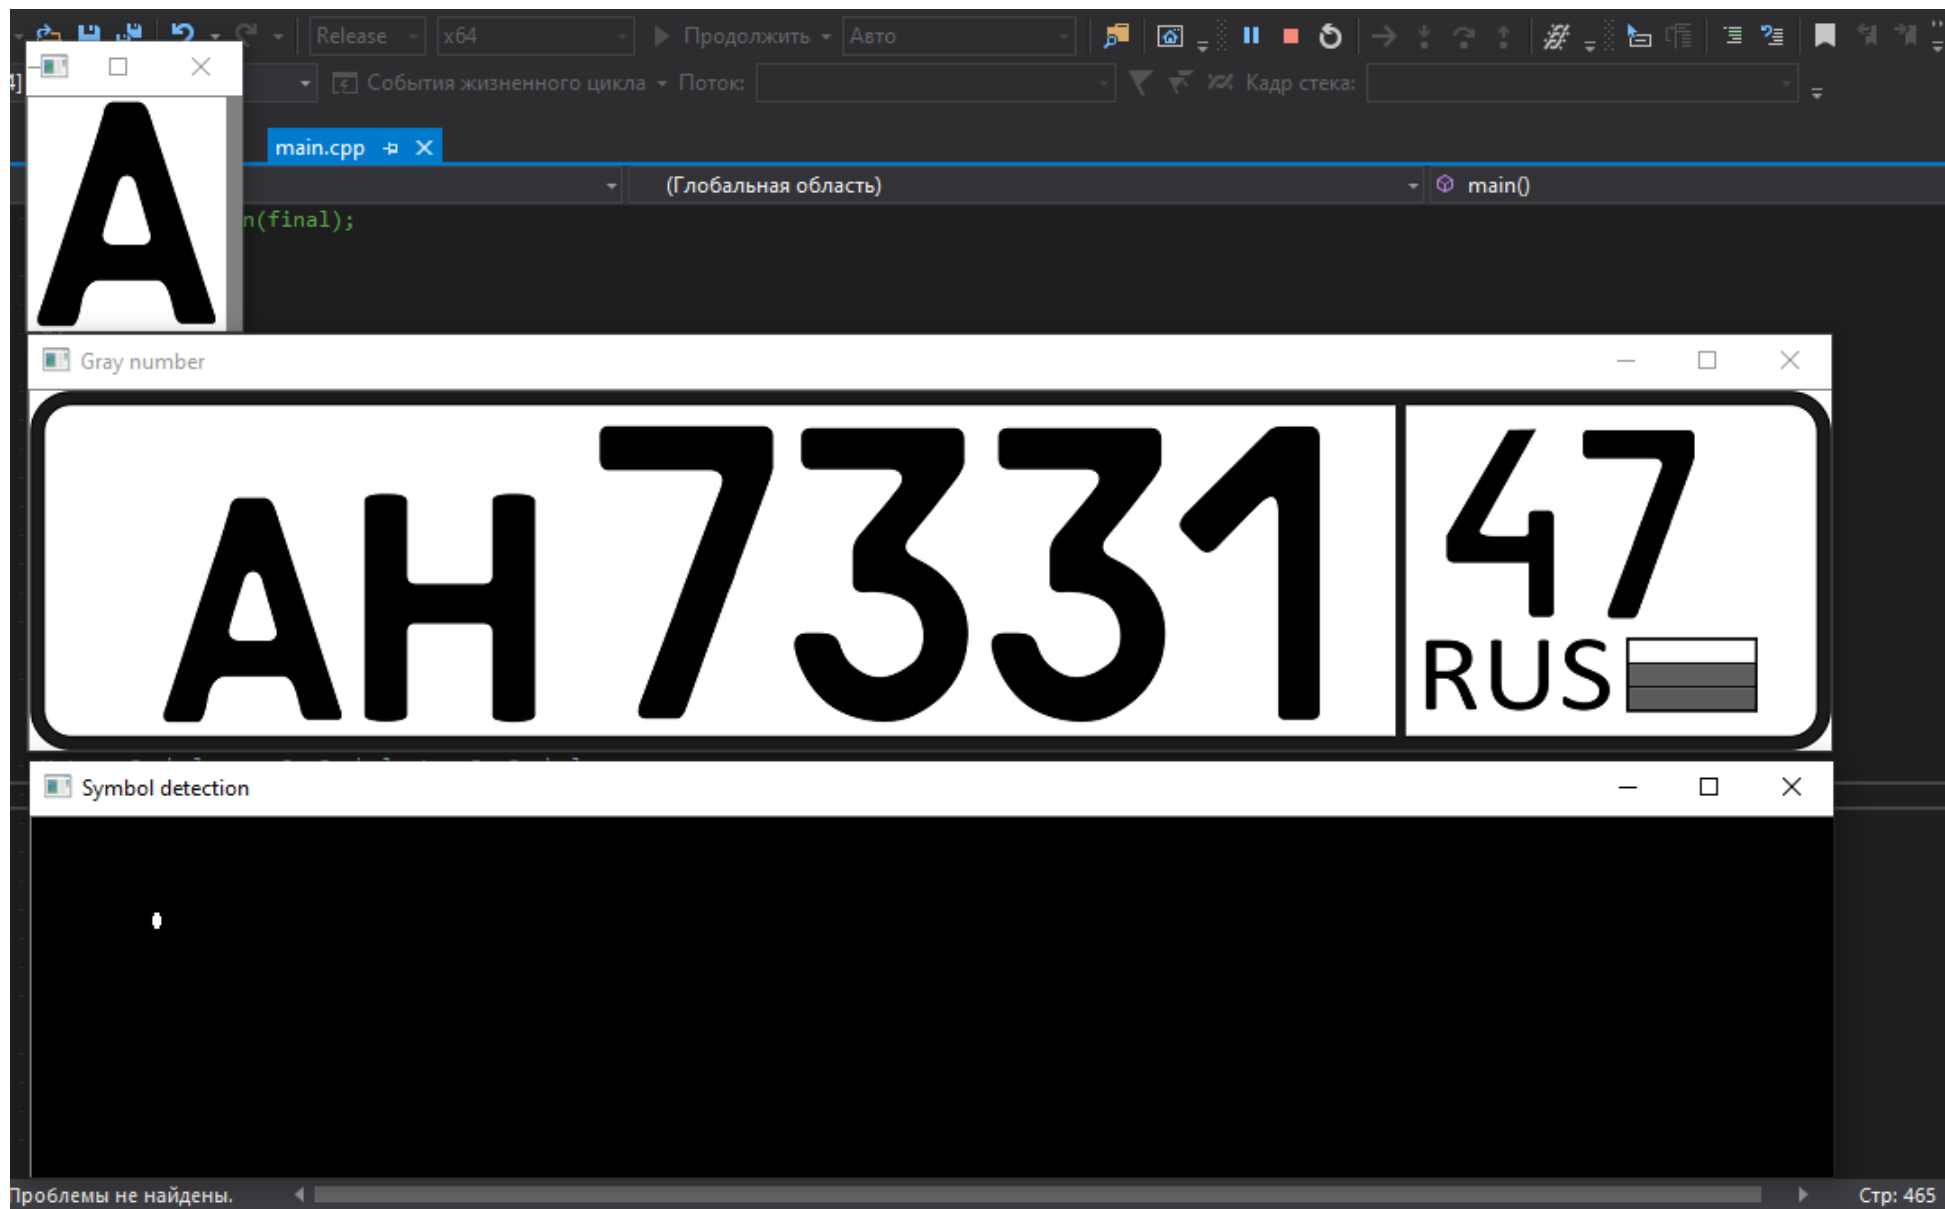 Release x64 Продолжить Авто
4] События жизненного цикла Поток: Кадр стека:
main.cpp
(Глобальная область) main()
n(final);
A
Gray number
AH 7331 47
RUS
Symbol detection
Проблемы не найдены. Стр: 465